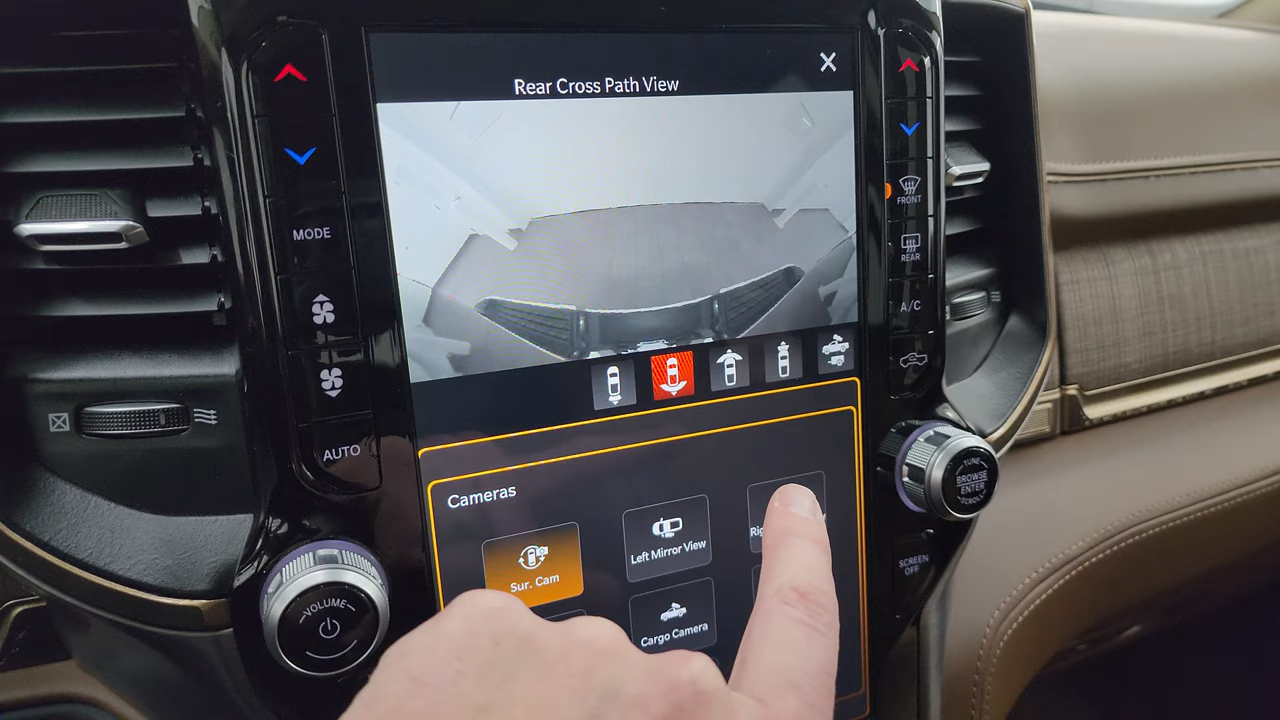 Rear Cross Path View
MODE
FRONT
REAR
A/C
AUTO
Cameras
Sur. Cam
Left Mirror View
Cargo Camera
VOLUME
TUNE
BROWSE
ENTER
SCROLL
SCREEN
OFF